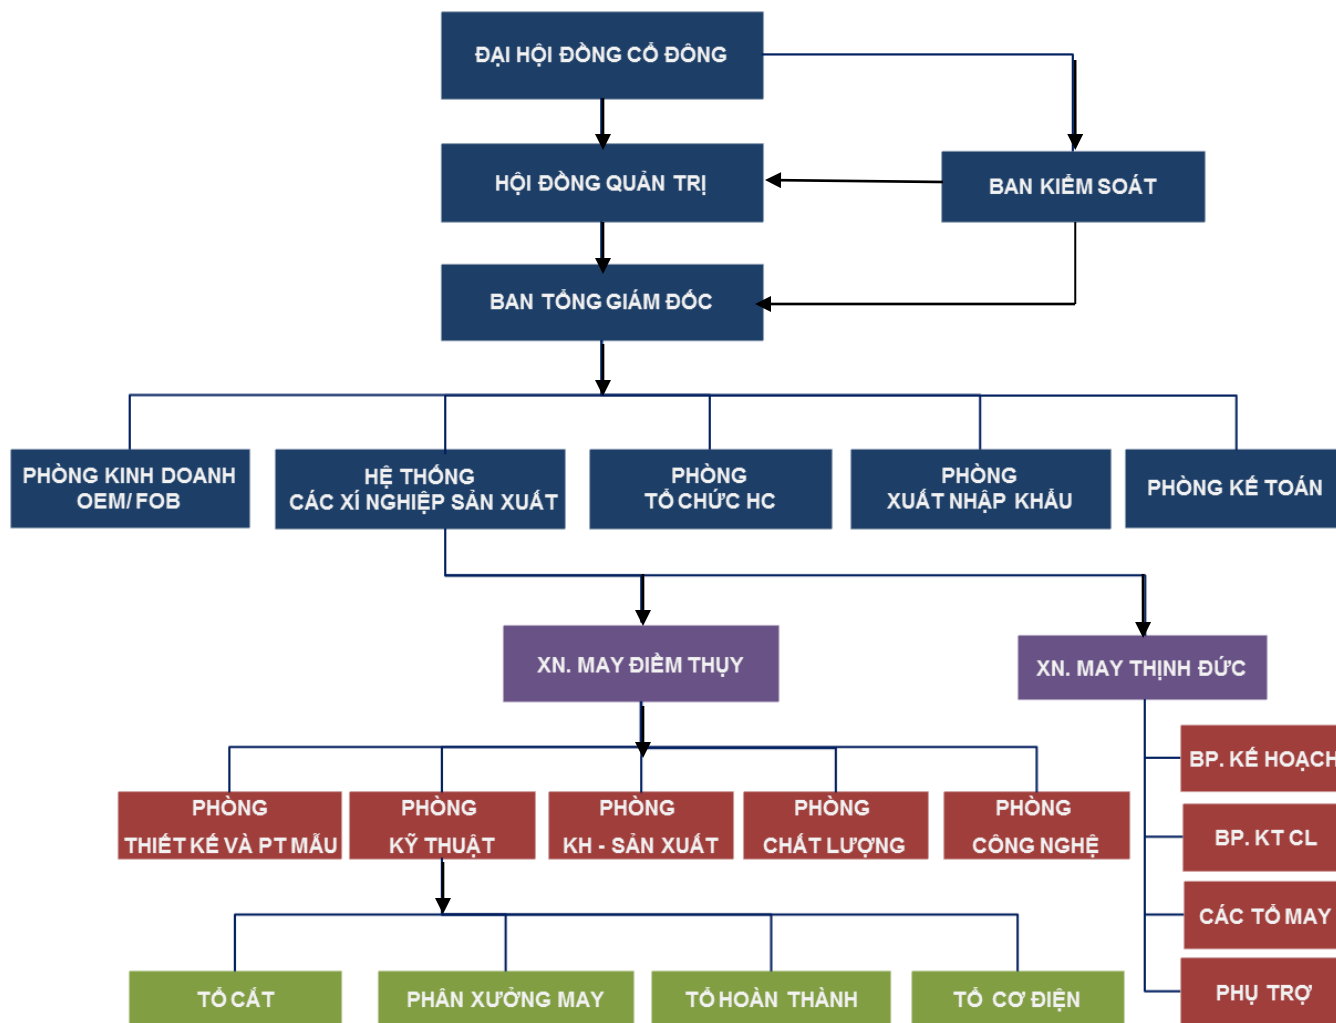 ĐẠI HỘI ĐỒNG CỔ ĐÔNG
HỘI ĐỒNG QUẢN TRỊ
BAN KIỂM SOÁT
BAN TỔNG GIÁM ĐỐC
PHÒNG KINH DOANH
OEM/ FOB
HỆ THỐNG
CÁC XÍ NGHIỆP SẢN XUẤT
PHÒNG
TỔ CHỨC HC
PHÒNG
XUẤT NHẬP KHẨU
PHÒNG KẾ TOÁN
XN. MAY ĐIỀM THỤY
XN. MAY THỊNH ĐỨC
BP. KẾ HOẠCH
BP. KT CL
CÁC TỔ MAY
PHỤ TRỢ
PHÒNG
THIẾT KẾ VÀ PT MẪU
PHÒNG
KỸ THUẬT
PHÒNG
KH - SẢN XUẤT
PHÒNG
CHẤT LƯỢNG
PHÒNG
CÔNG NGHỆ
TỔ CẮT
PHÂN XƯỞNG MAY
TỔ HOÀN THÀNH
TỔ CƠ ĐIỆN